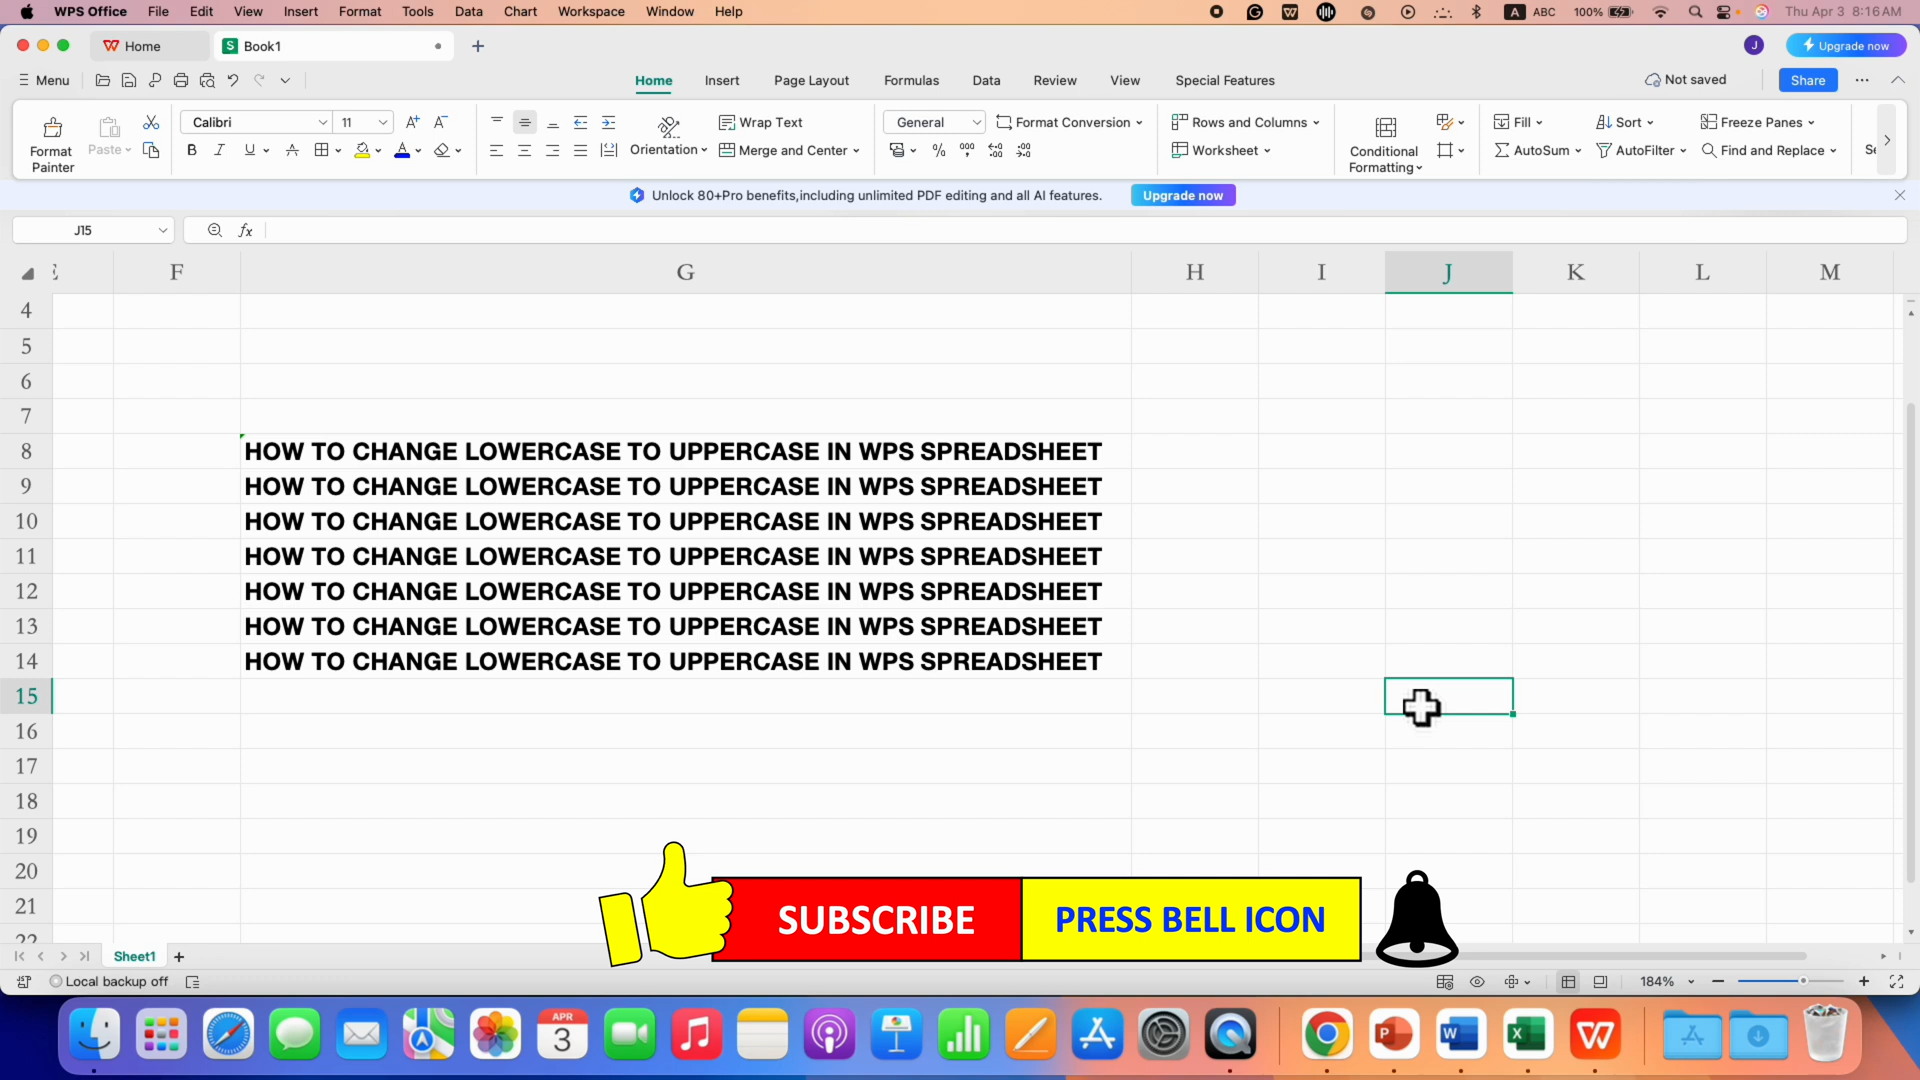 WPS Office File Edit View Insert Format Tools Data Chart Workspace Window Help A ABC 100% Thu Apr 3 8:16 AM
Home Book1 J Upgrade now
Menu Home Insert Page Layout Formulas Data Review View Special Features Not saved Share
Calibri 11 Wrap Text General Format Conversion Rows and Columns Fill Sort Freeze Panes
Format Painter Paste B I U A Orientation Merge and Center % Worksheet Conditional Formatting AutoSum AutoFilter Find and Replace
Unlock 80+Pro benefits,including unlimited PDF editing and all AI features. Upgrade now
J15 fx
F G H I J K L M
4
5
6
7
8 HOW TO CHANGE LOWERCASE TO UPPERCASE IN WPS SPREADSHEET
9 HOW TO CHANGE LOWERCASE TO UPPERCASE IN WPS SPREADSHEET
10 HOW TO CHANGE LOWERCASE TO UPPERCASE IN WPS SPREADSHEET
11 HOW TO CHANGE LOWERCASE TO UPPERCASE IN WPS SPREADSHEET
12 HOW TO CHANGE LOWERCASE TO UPPERCASE IN WPS SPREADSHEET
13 HOW TO CHANGE LOWERCASE TO UPPERCASE IN WPS SPREADSHEET
14 HOW TO CHANGE LOWERCASE TO UPPERCASE IN WPS SPREADSHEET
15
16
17
18
19
20
21
SUBSCRIBE PRESS BELL ICON
Sheet1
Local backup off 184%
APR
3